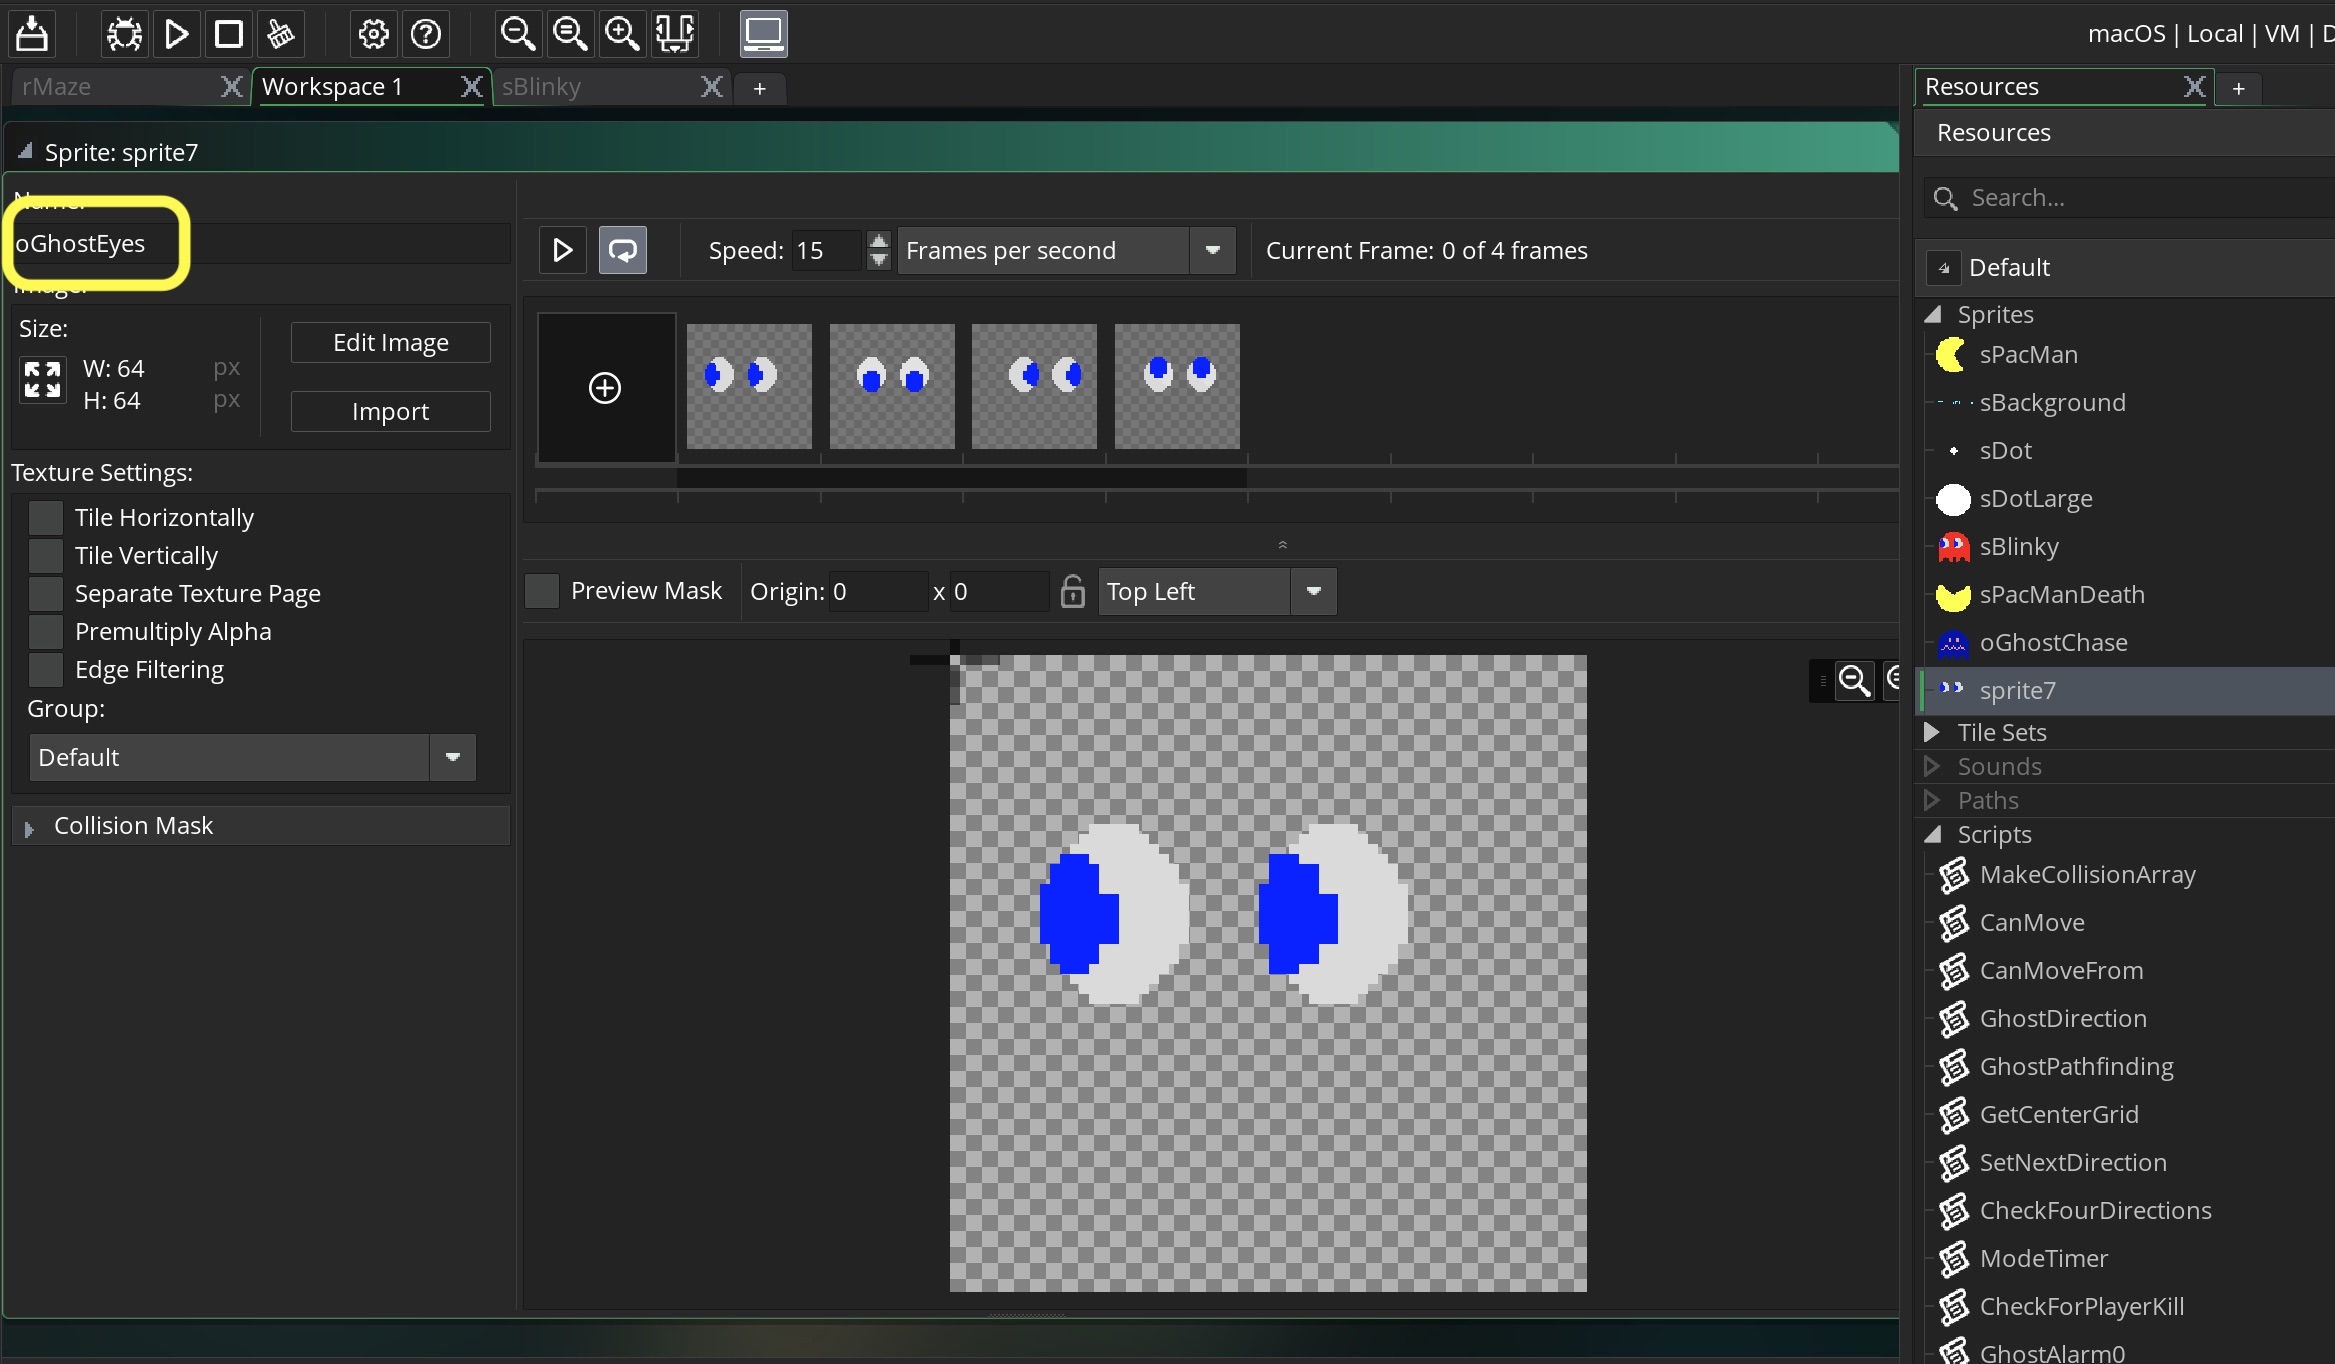 macOS | Local | VM | D
rMaze
Workspace 1
sBlinky
+
Resources
+
Sprite: sprite7
Resources
Name:
Search...
oGhostEyes
Speed: 15
Frames per second
Current Frame: 0 of 4 frames
Default
Image:
Size:
W: 64 px
H: 64 px
Edit Image
Import
Sprites
sPacMan
sBackground
sDot
sDotLarge
sBlinky
sPacManDeath
oGhostChase
sprite7
Tile Sets
Sounds
Paths
Scripts
MakeCollisionArray
CanMove
CanMoveFrom
GhostDirection
GhostPathfinding
GetCenterGrid
SetNextDirection
CheckFourDirections
ModeTimer
CheckForPlayerKill
GhostAlarm0
Texture Settings:
Tile Horizontally
Tile Vertically
Separate Texture Page
Premultiply Alpha
Edge Filtering
Group:
Default
Collision Mask
Preview Mask
Origin: 0 x 0
Top Left